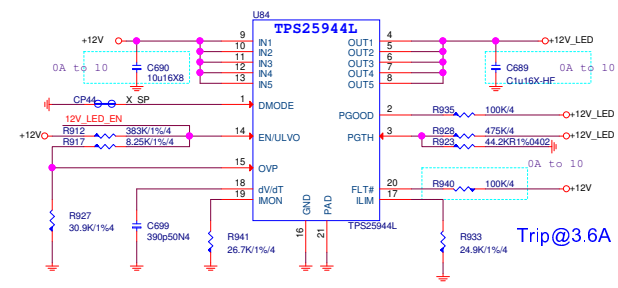 U84
TPS25944L
+12V
9
IN1
10
IN2
11
IN3
12
IN4
13
IN5
4
OUT1
5
OUT2
6
OUT3
7
OUT4
8
OUT5
+12V_LED
C690
10u16X8
0A to 10
C689
C1u16X-HF
0A to 10
CP44
X_SP
1
DMODE
PGOOD
2
R935
100K/4
+12V_LED
12V_LED_EN
+12V
R912
383K/1%/4
R917
8.25K/1%/4
14
EN/ULVO
PGTH
3
R928
475K/4
+12V_LED
R923
44.2KR1%0402
0A to 10
15
OVP
18
dV/dT
19
IMON
20
FLT#
17
ILIM
R940
100K/4
+12V
GND
PAD
16
21
TPS25944L
R927
30.9K/1%4
C699
390p50N4
R941
26.7K/1%/4
R933
24.9K/1%/4
Trip@3.6A